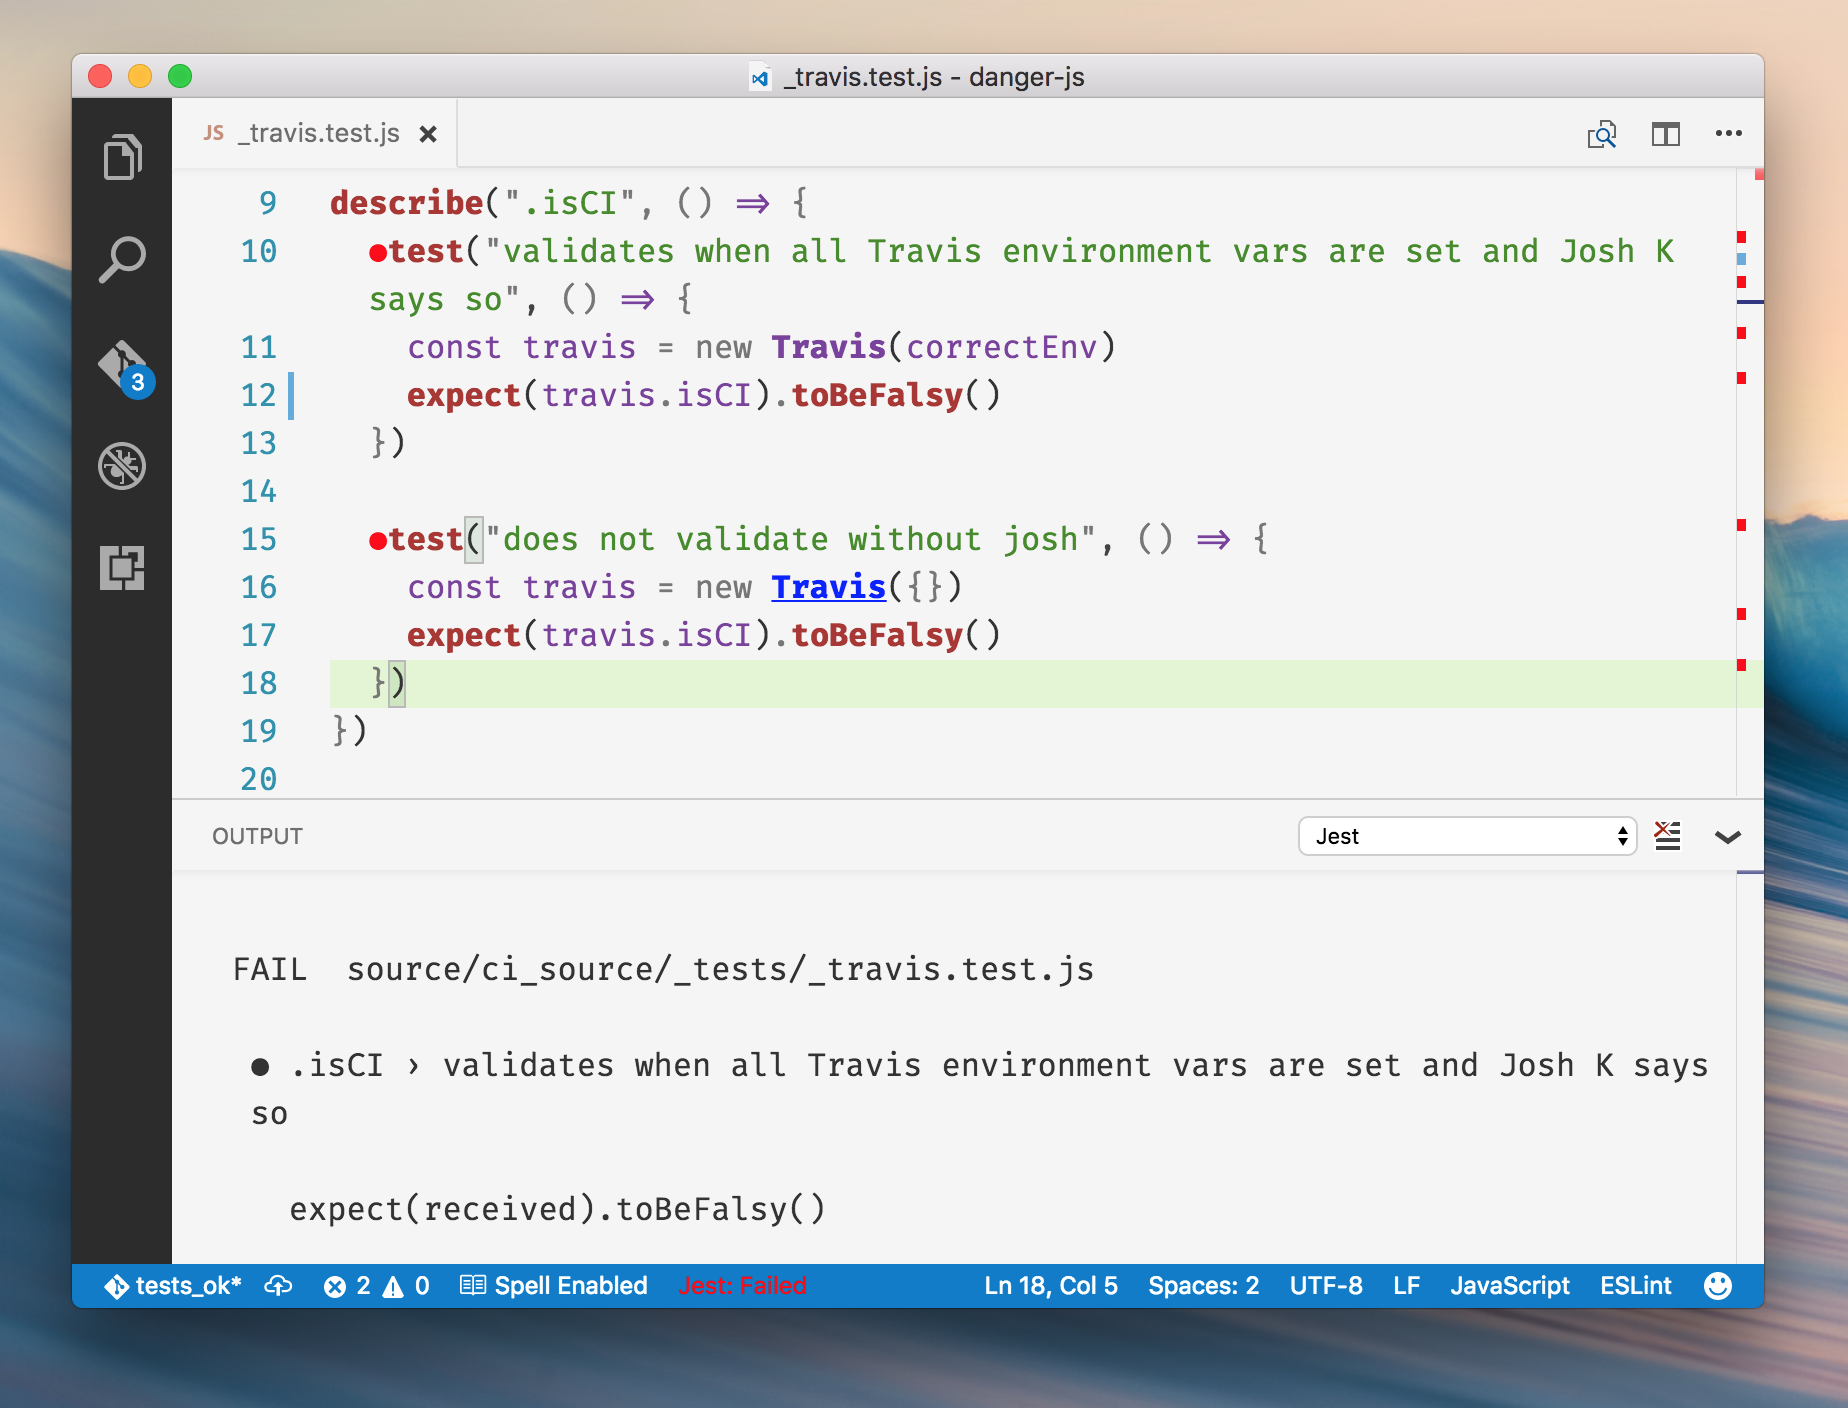 _travis.test.js - danger-js
JS _travis.test.js
9 describe(".isCI", () => {
10 test("validates when all Travis environment vars are set and Josh K
says so", () => {
11 const travis = new Travis(correctEnv)
12 expect(travis.isCI).toBeFalsy()
13 })
14
15 test("does not validate without josh", () => {
16 const travis = new Travis({})
17 expect(travis.isCI).toBeFalsy()
18 })
19 })
20
3
OUTPUT Jest
FAIL source/ci_source/_tests/_travis.test.js
● .isCI › validates when all Travis environment vars are set and Josh K says
so
expect(received).toBeFalsy()
tests_ok* 2 0 Spell Enabled Jest: Failed Ln 18, Col 5 Spaces: 2 UTF-8 LF JavaScript ESLint